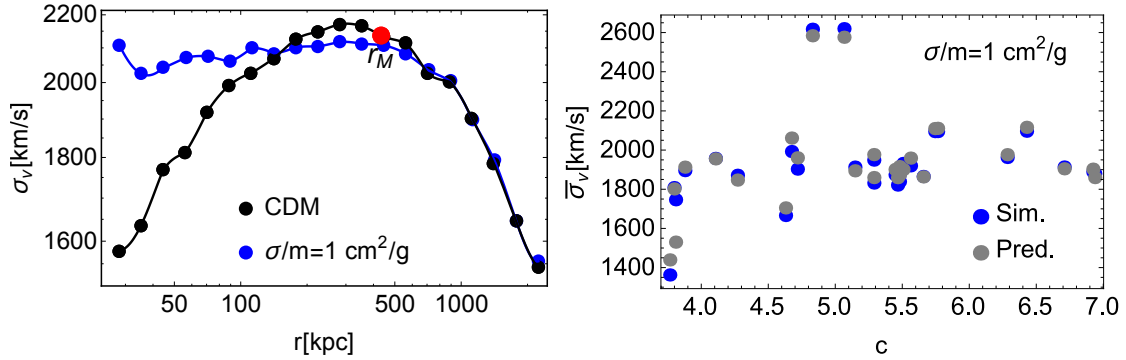 2200
2000
1800
1600
50
100
500
1000
σ_v[km/s]
r[kpc]
r_M
CDM
σ/m=1 cm²/g
2600
2400
2200
2000
1800
1600
1400
4.0
4.5
5.0
5.5
6.0
6.5
7.0
σ̅_v[km/s]
c
σ/m=1 cm²/g
Sim.
Pred.